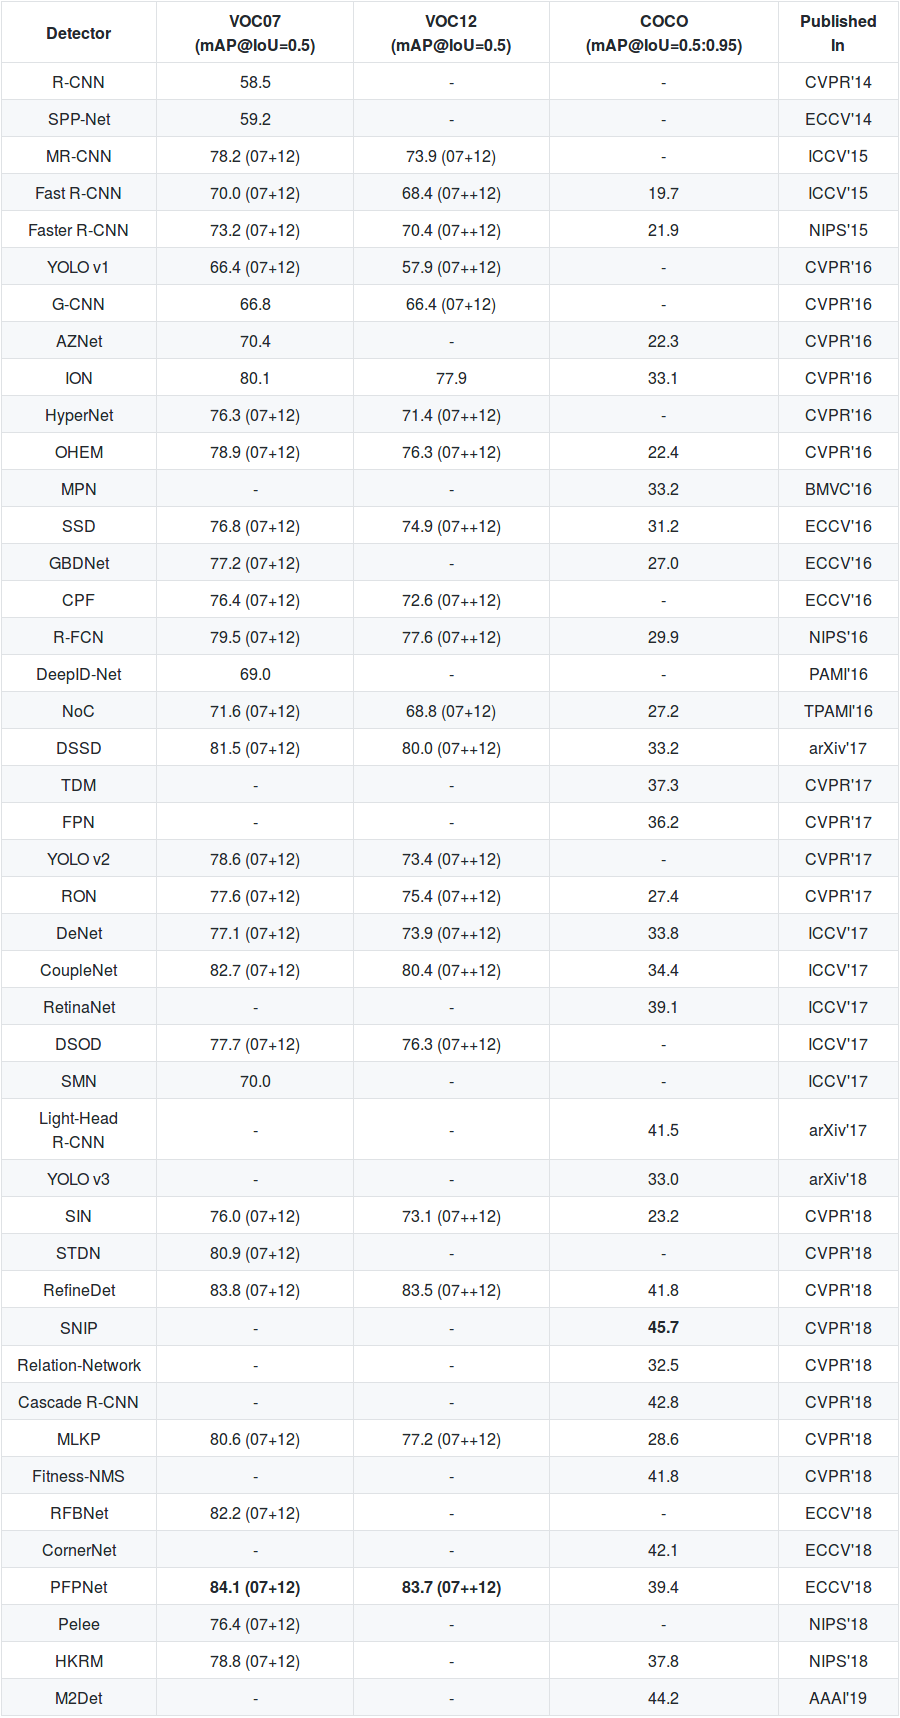 Detector VOC07 (mAP@IoU=0.5) VOC12 (mAP@IoU=0.5) COCO (mAP@IoU=0.5:0.95) Published In
R-CNN 58.5 - - CVPR'14
SPP-Net 59.2 - - ECCV'14
MR-CNN 78.2 (07+12) 73.9 (07+12) - ICCV'15
Fast R-CNN 70.0 (07+12) 68.4 (07++12) 19.7 ICCV'15
Faster R-CNN 73.2 (07+12) 70.4 (07++12) 21.9 NIPS'15
YOLO v1 66.4 (07+12) 57.9 (07++12) - CVPR'16
G-CNN 66.8 66.4 (07+12) - CVPR'16
AZNet 70.4 - 22.3 CVPR'16
ION 80.1 77.9 33.1 CVPR'16
HyperNet 76.3 (07+12) 71.4 (07++12) - CVPR'16
OHEM 78.9 (07+12) 76.3 (07++12) 22.4 CVPR'16
MPN - - 33.2 BMVC'16
SSD 76.8 (07+12) 74.9 (07++12) 31.2 ECCV'16
GBDNet 77.2 (07+12) - 27.0 ECCV'16
CPF 76.4 (07+12) 72.6 (07++12) - ECCV'16
R-FCN 79.5 (07+12) 77.6 (07++12) 29.9 NIPS'16
DeepID-Net 69.0 - - PAMI'16
NoC 71.6 (07+12) 68.8 (07+12) 27.2 TPAMI'16
DSSD 81.5 (07+12) 80.0 (07++12) 33.2 arXiv'17
TDM - - 37.3 CVPR'17
FPN - - 36.2 CVPR'17
YOLO v2 78.6 (07+12) 73.4 (07++12) - CVPR'17
RON 77.6 (07+12) 75.4 (07++12) 27.4 CVPR'17
DeNet 77.1 (07+12) 73.9 (07++12) 33.8 ICCV'17
CoupleNet 82.7 (07+12) 80.4 (07++12) 34.4 ICCV'17
RetinaNet - - 39.1 ICCV'17
DSOD 77.7 (07+12) 76.3 (07++12) - ICCV'17
SMN 70.0 - - ICCV'17
Light-Head R-CNN - - 41.5 arXiv'17
YOLO v3 - - 33.0 arXiv'18
SIN 76.0 (07+12) 73.1 (07++12) 23.2 CVPR'18
STDN 80.9 (07+12) - - CVPR'18
RefineDet 83.8 (07+12) 83.5 (07++12) 41.8 CVPR'18
SNIP - - 45.7 CVPR'18
Relation-Network - - 32.5 CVPR'18
Cascade R-CNN - - 42.8 CVPR'18
MLKP 80.6 (07+12) 77.2 (07++12) 28.6 CVPR'18
Fitness-NMS - - 41.8 CVPR'18
RFBNet 82.2 (07+12) - - ECCV'18
CornerNet - - 42.1 ECCV'18
PFPNet 84.1 (07+12) 83.7 (07++12) 39.4 ECCV'18
Pelee 76.4 (07+12) - - NIPS'18
HKRM 78.8 (07+12) - 37.8 NIPS'18
M2Det - - 44.2 AAAI'19